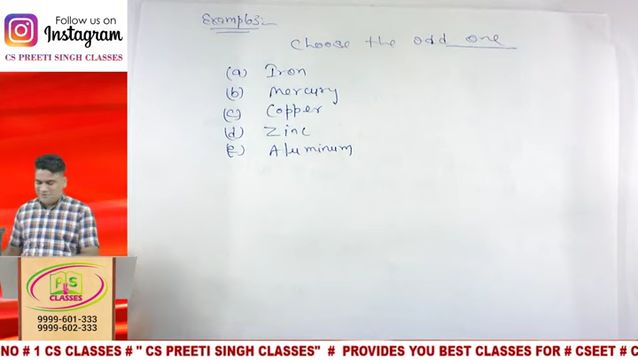 Follow us on
Instagram
CS PREETI SINGH CLASSES
Examples:-
Choose the odd one
(a) Iron
(b) Mercury
(c) Copper
(d) Zinc
(e) Aluminum
PS
CLASSES
9999-601-333
9999-602-333
NO # 1 CS CLASSES # " CS PREETI SINGH CLASSES" # PROVIDES YOU BEST CLASSES FOR # CSEET # C